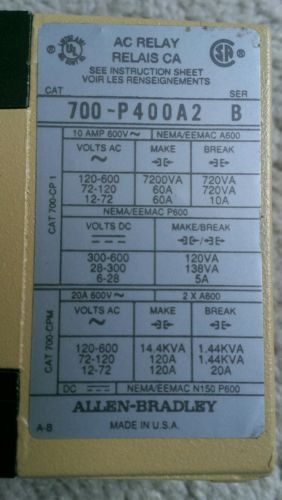 AC RELAY
RELAIS CA
SEE INSTRUCTION SHEET
VOIR LES RENSEIGNEMENTS
CAT SER
700-P400A2 B
10 AMP 600V~ NEMA/EEMAC A600
VOLTS AC MAKE BREAK
120-600 7200VA 720VA
72-120 60A 720VA
12-72 60A 10A
CAT 700-CP1
NEMA/EEMAC P600
VOLTS DC MAKE/BREAK
300-600 120VA
28-300 138VA
6-28 5A
20A 600V~ 2 X A600
VOLTS AC MAKE BREAK
120-600 14.4KVA 1.44KVA
72-120 120A 1.44KVA
12-72 120A 20A
CAT 700-CPM
DC NEMA/EEMAC N150 P600
ALLEN-BRADLEY
A-B MADE IN U.S.A.